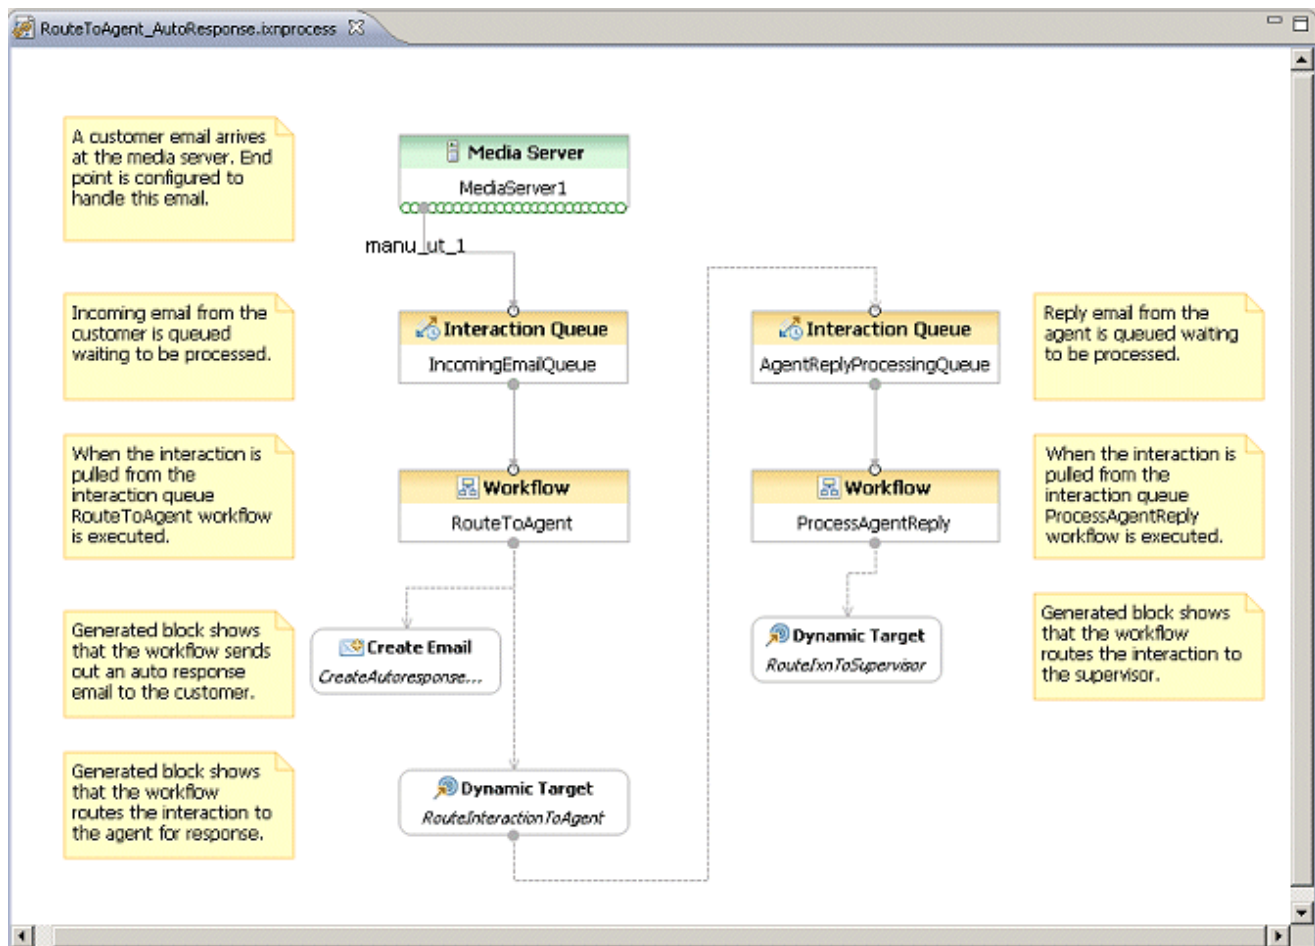 RouteToAgent_AutoResponse.ixnprocess
A customer email arrives
at the media server. End
point is configured to
handle this email.
Media Server
MediaServer1
manu_ut_1
Incoming email from the
customer is queued
waiting to be processed.
Interaction Queue
IncomingEmailQueue
Interaction Queue
AgentReplyProcessingQueue
Reply email from the
agent is queued waiting
to be processed.
When the interaction is
pulled from the
interaction queue
RouteToAgent workflow
is executed.
Workflow
RouteToAgent
Workflow
ProcessAgentReply
When the interaction is
pulled from the
interaction queue
ProcessAgentReply
workflow is executed.
Generated block shows
that the workflow sends
out an auto response
email to the customer.
Create Email
CreateAutoresponse...
Dynamic Target
RouteIxnToSupervisor
Generated block shows
that the workflow
routes the interaction to
the supervisor.
Generated block shows
that the workflow
routes the interaction to
the agent for response.
Dynamic Target
RouteInteractionToAgent